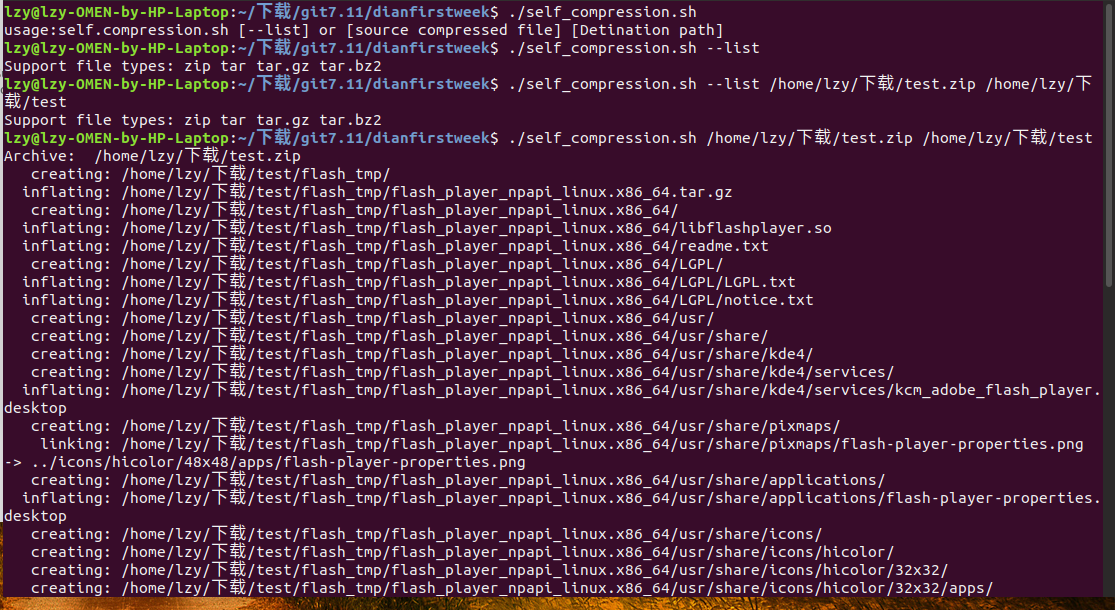 lzy@lzy-OMEN-by-HP-Laptop:~/下载/git7.11/dianfirstweek$ ./self_compression.sh
usage:self.compression.sh [--list] or [source compressed file] [Detination path]
lzy@lzy-OMEN-by-HP-Laptop:~/下载/git7.11/dianfirstweek$ ./self_compression.sh --list
Support file types: zip tar tar.gz tar.bz2
lzy@lzy-OMEN-by-HP-Laptop:~/下载/git7.11/dianfirstweek$ ./self_compression.sh --list /home/lzy/下载/test.zip /home/lzy/下
载/test
Support file types: zip tar tar.gz tar.bz2
lzy@lzy-OMEN-by-HP-Laptop:~/下载/git7.11/dianfirstweek$ ./self_compression.sh /home/lzy/下载/test.zip /home/lzy/下载/test
Archive:  /home/lzy/下载/test.zip
   creating: /home/lzy/下载/test/flash_tmp/
  inflating: /home/lzy/下载/test/flash_tmp/flash_player_npapi_linux.x86_64.tar.gz
   creating: /home/lzy/下载/test/flash_tmp/flash_player_npapi_linux.x86_64/
  inflating: /home/lzy/下载/test/flash_tmp/flash_player_npapi_linux.x86_64/libflashplayer.so
  inflating: /home/lzy/下载/test/flash_tmp/flash_player_npapi_linux.x86_64/readme.txt
   creating: /home/lzy/下载/test/flash_tmp/flash_player_npapi_linux.x86_64/LGPL/
  inflating: /home/lzy/下载/test/flash_tmp/flash_player_npapi_linux.x86_64/LGPL/LGPL.txt
  inflating: /home/lzy/下载/test/flash_tmp/flash_player_npapi_linux.x86_64/LGPL/notice.txt
   creating: /home/lzy/下载/test/flash_tmp/flash_player_npapi_linux.x86_64/usr/
   creating: /home/lzy/下载/test/flash_tmp/flash_player_npapi_linux.x86_64/usr/share/
   creating: /home/lzy/下载/test/flash_tmp/flash_player_npapi_linux.x86_64/usr/share/kde4/
   creating: /home/lzy/下载/test/flash_tmp/flash_player_npapi_linux.x86_64/usr/share/kde4/services/
  inflating: /home/lzy/下载/test/flash_tmp/flash_player_npapi_linux.x86_64/usr/share/kde4/services/kcm_adobe_flash_player.
desktop
   creating: /home/lzy/下载/test/flash_tmp/flash_player_npapi_linux.x86_64/usr/share/pixmaps/
    linking: /home/lzy/下载/test/flash_tmp/flash_player_npapi_linux.x86_64/usr/share/pixmaps/flash-player-properties.png
-> ../icons/hicolor/48x48/apps/flash-player-properties.png
   creating: /home/lzy/下载/test/flash_tmp/flash_player_npapi_linux.x86_64/usr/share/applications/
  inflating: /home/lzy/下载/test/flash_tmp/flash_player_npapi_linux.x86_64/usr/share/applications/flash-player-properties.
desktop
   creating: /home/lzy/下载/test/flash_tmp/flash_player_npapi_linux.x86_64/usr/share/icons/
   creating: /home/lzy/下载/test/flash_tmp/flash_player_npapi_linux.x86_64/usr/share/icons/hicolor/
   creating: /home/lzy/下载/test/flash_tmp/flash_player_npapi_linux.x86_64/usr/share/icons/hicolor/32x32/
   creating: /home/lzy/下载/test/flash_tmp/flash_player_npapi_linux.x86_64/usr/share/icons/hicolor/32x32/apps/